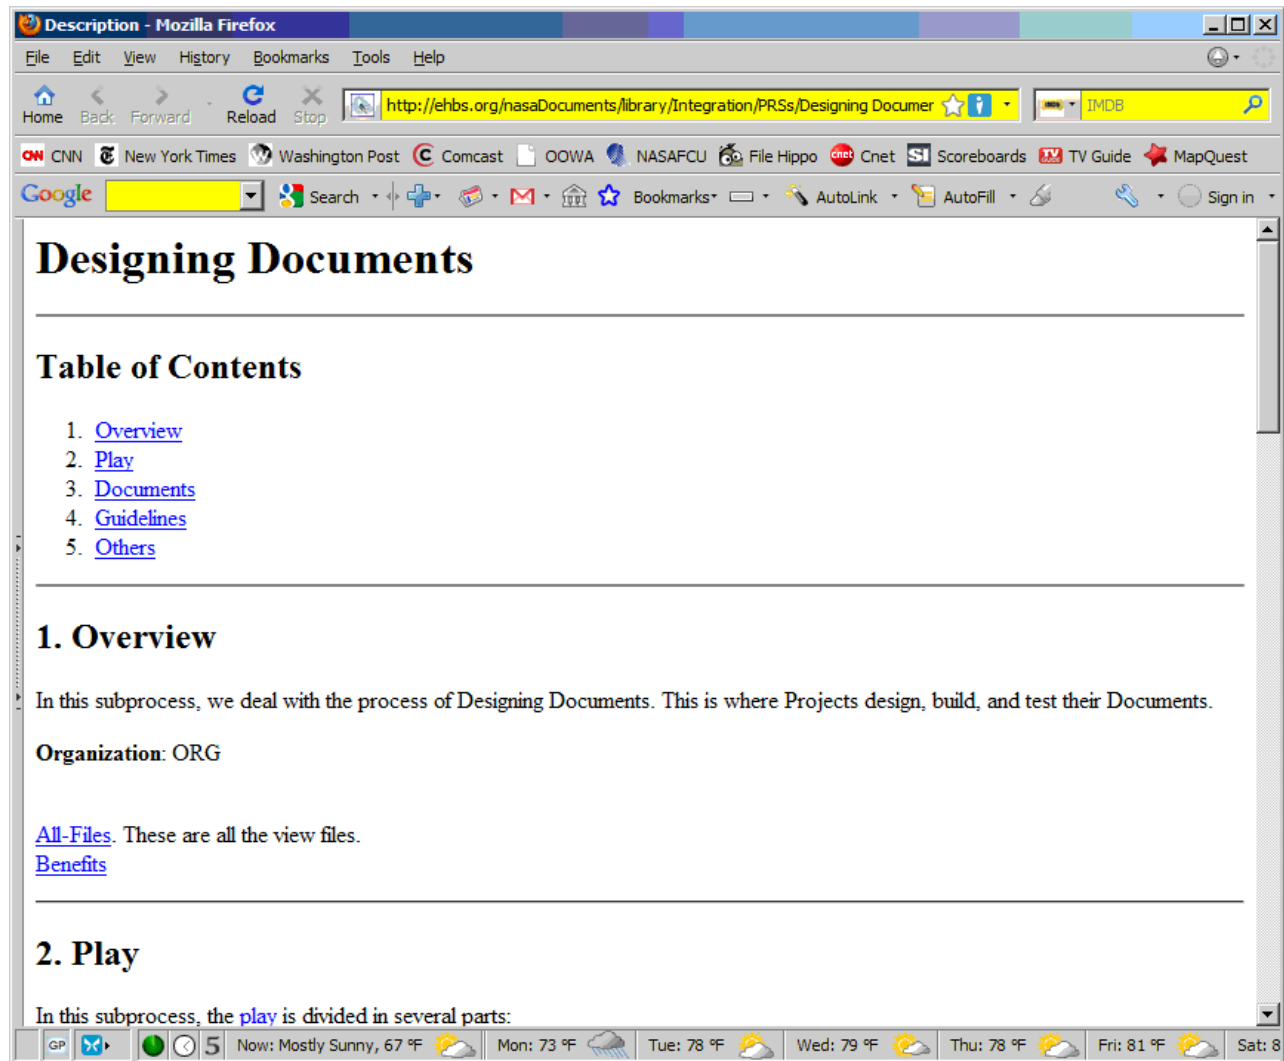 Description - Mozilla Firefox
File Edit View History Bookmarks Tools Help
Home Back Forward Reload Stop http://ehbs.org/nasaDocuments/library/Integration/PRSs/Designing Documer IMDB
CNN New York Times Washington Post Comcast OOWA NASAFCU File Hippo cnet Cnet SI Scoreboards TV Guide MapQuest
Google Search Bookmarks AutoLink AutoFill Sign in
Designing Documents
Table of Contents
1. Overview
2. Play
3. Documents
4. Guidelines
5. Others
1. Overview
In this subprocess, we deal with the process of Designing Documents. This is where Projects design, build, and test their Documents.
Organization: ORG
All-Files. These are all the view files.
Benefits
2. Play
In this subprocess, the play is divided in several parts:
GP 5 Now: Mostly Sunny, 67 °F Mon: 73 °F Tue: 78 °F Wed: 79 °F Thu: 78 °F Fri: 81 °F Sat: 8